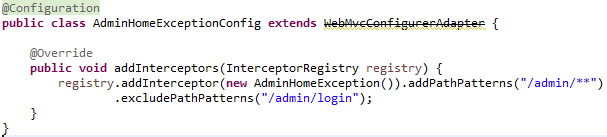 @Configuration
public class AdminHomeExceptionConfig extends WebMvcConfigurerAdapter {
@Override
public void addInterceptors(InterceptorRegistry registry) {
registry.addInterceptor(new AdminHomeException()).addPathPatterns("/admin/**")
.excludePathPatterns("/admin/login");
}
}